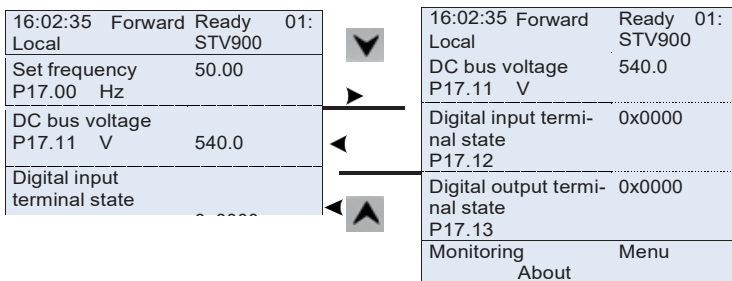 16:02:35 Forward Ready 01:
Local STV900
Set frequency 50.00
P17.00 Hz
DC bus voltage
P17.11 V 540.0
Digital input
terminal state
16:02:35 Forward Ready 01:
Local STV900
DC bus voltage 540.0
P17.11 V
Digital input termi- 0x0000
nal state
P17.12
Digital output termi- 0x0000
nal state
P17.13
Monitoring Menu
About